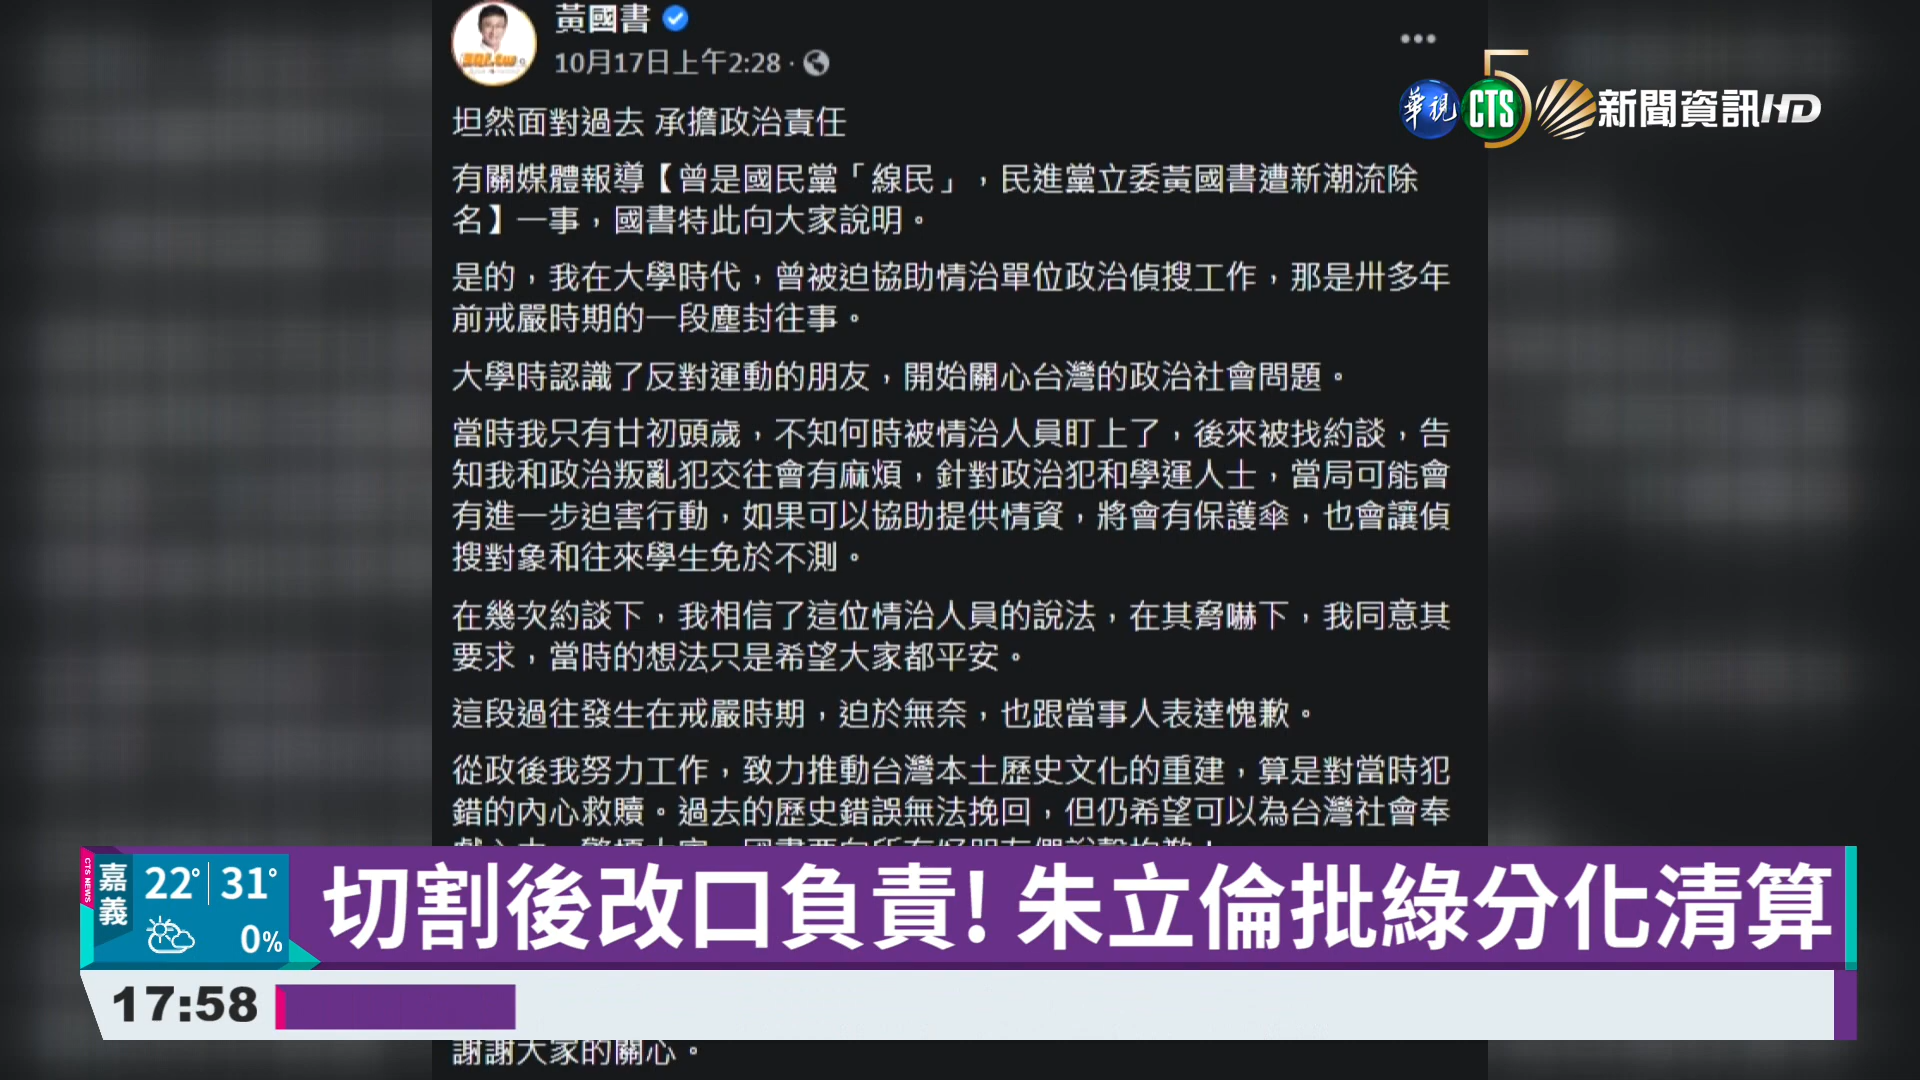 黃國書
10月17日上午2:28 ·
坦然面對過去 承擔政治責任
有關媒體報導【曾是國民黨「線民」，民進黨立委黃國書遭新潮流除
名】一事，國書特此向大家說明。
是的，我在大學時代，曾被迫協助情治單位政治偵搜工作，那是卅多年
前戒嚴時期的一段塵封往事。
大學時認識了反對運動的朋友，開始關心台灣的政治社會問題。
當時我只有廿初頭歲，不知何時被情治人員盯上了，後來被找約談，告
知我和政治叛亂犯交往會有麻煩，針對政治犯和學運人士，當局可能會
有進一步迫害行動，如果可以協助提供情資，將會有保護傘，也會讓偵
搜對象和往來學生免於不測。
在幾次約談下，我相信了這位情治人員的說法，在其脅嚇下，我同意其
要求，當時的想法只是希望大家都平安。
這段過往發生在戒嚴時期，迫於無奈，也跟當事人表達愧歉。
從政後我努力工作，致力推動台灣本土歷史文化的重建，算是對當時犯
錯的內心救贖。過去的歷史錯誤無法挽回，但仍希望可以為台灣社會奉
謝謝大家的關心。
華視 CTS 5 新聞資訊HD
CTS NEWS
嘉義
22° 31°
0%
切割後改口負責! 朱立倫批綠分化清算
17:58